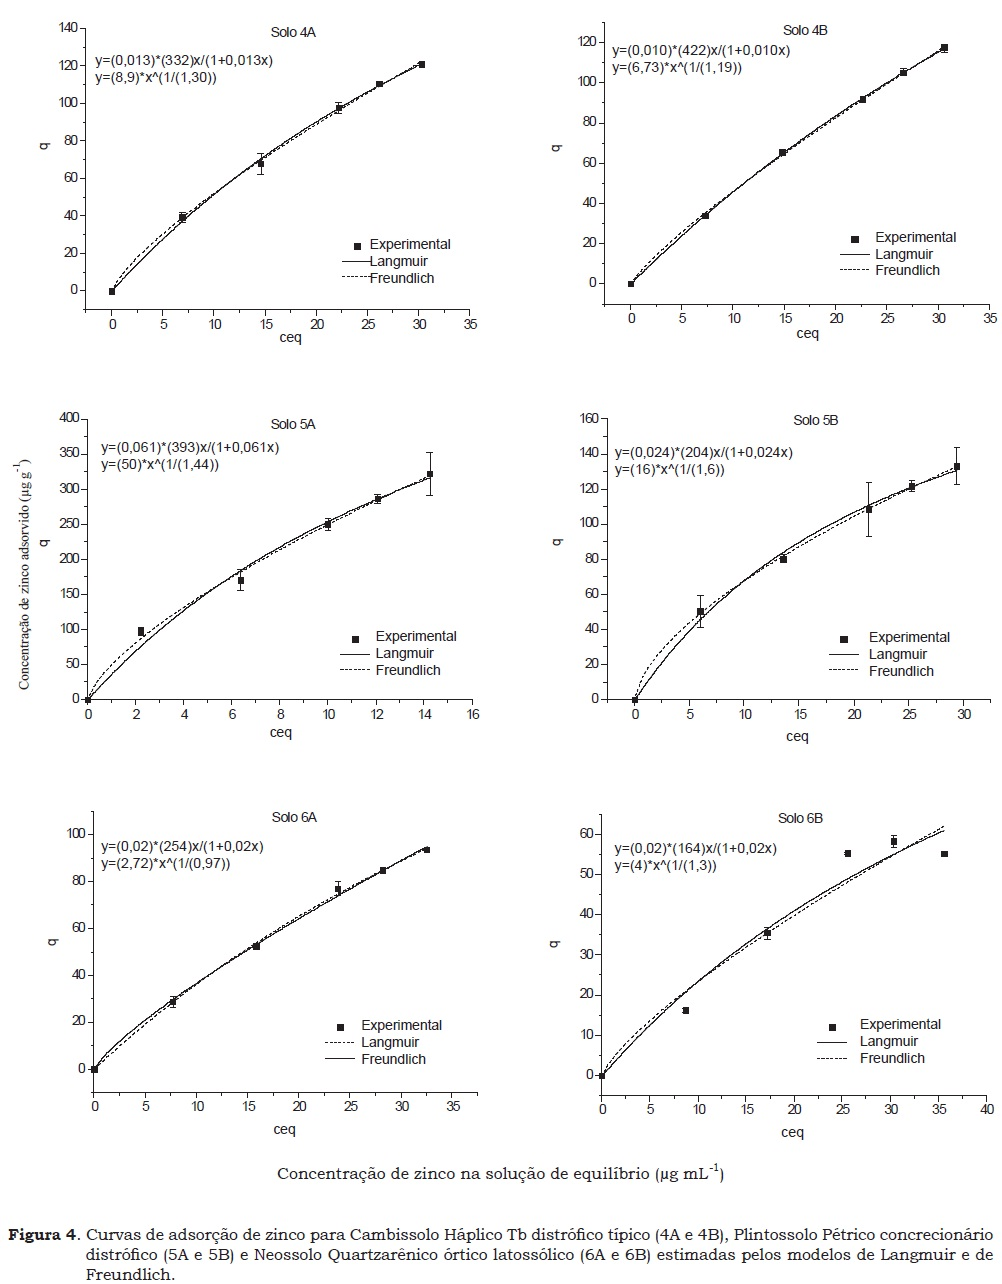 Solo 4A
y=(0,013)*(332)x/(1+0,013x)
y=(8,9)*x^(1/(1,30))
140
120
100
80
60
40
20
0
q
Experimental
Langmuir
Freundlich
0 5 10 15 20 25 30 35
ceq
Solo 4B
y=(0,010)*(422)x/(1+0,010x)
y=(6,73)*x^(1/(1,19))
120
100
80
60
40
20
0
q
Experimental
Langmuir
Freundlich
0 5 10 15 20 25 30 35
ceq
Concentração de zinco adsorvido (µg g-1)
Solo 5A
y=(0,061)*(393)x/(1+0,061x)
y=(50)*x^(1/(1,44))
400
350
300
250
200
150
100
50
0
q
Experimental
Langmuir
Freundlich
0 2 4 6 8 10 12 14 16
ceq
Solo 5B
y=(0,024)*(204)x/(1+0,024x)
y=(16)*x^(1/(1,6))
160
140
120
100
80
60
40
20
0
q
Experimental
Langmuir
Freundlich
0 5 10 15 20 25 30
ceq
Solo 6A
y=(0,02)*(254)x/(1+0,02x)
y=(2,72)*x^(1/(0,97))
100
80
60
40
20
0
q
Experimental
Langmuir
Freundlich
0 5 10 15 20 25 30 35
ceq
Solo 6B
y=(0,02)*(164)x/(1+0,02x)
y=(4)*x^(1/(1,3))
60
50
40
30
20
10
0
q
Experimental
Langmuir
Freundlich
0 5 10 15 20 25 30 35 40
ceq
Concentração de zinco na solução de equilíbrio (µg mL-1)
Figura 4. Curvas de adsorção de zinco para Cambissolo Háplico Tb distrófico típico (4A e 4B), Plintossolo Pétrico concrecionário
distrófico (5A e 5B) e Neossolo Quartzarênico órtico latossólico (6A e 6B) estimadas pelos modelos de Langmuir e de
Freundlich.